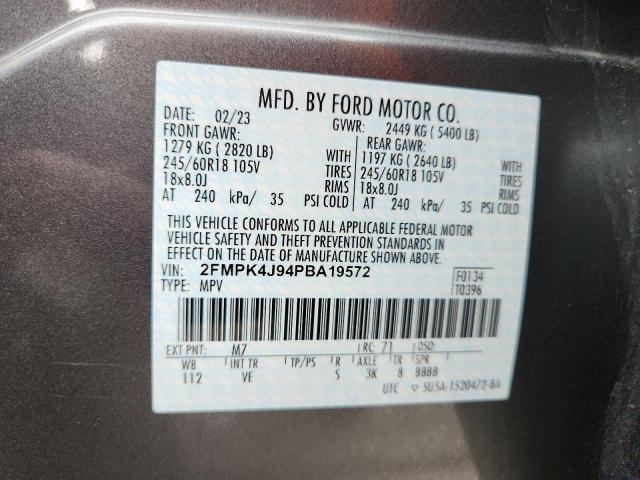 MFD. BY FORD MOTOR CO.
DATE: 02/23 GVWR: 2449 KG ( 5400 LB)
FRONT GAWR: REAR GAWR:
1279 KG ( 2820 LB) WITH 1197 KG ( 2640 LB) WITH
245/60R18 105V TIRES 245/60R18 105V TIRES
18x8.0J RIMS 18x8.0J RIMS
AT 240 kPa/ 35 PSI COLD AT 240 kPa/ 35 PSI COLD
THIS VEHICLE CONFORMS TO ALL APPLICABLE FEDERAL MOTOR
VEHICLE SAFETY AND THEFT PREVENTION STANDARDS IN
EFFECT ON THE DATE OF MANUFACTURE SHOWN ABOVE.
VIN: 2FMPK4J94PBA19572 F0134
TYPE: MPV T0396
EXT PNT: M7 RC: 71 DSO:
WB INT TR TP/PS R AXLE TR SPR
112 VE S 3K 8 8888
UTC 5U5A-1520472-BA